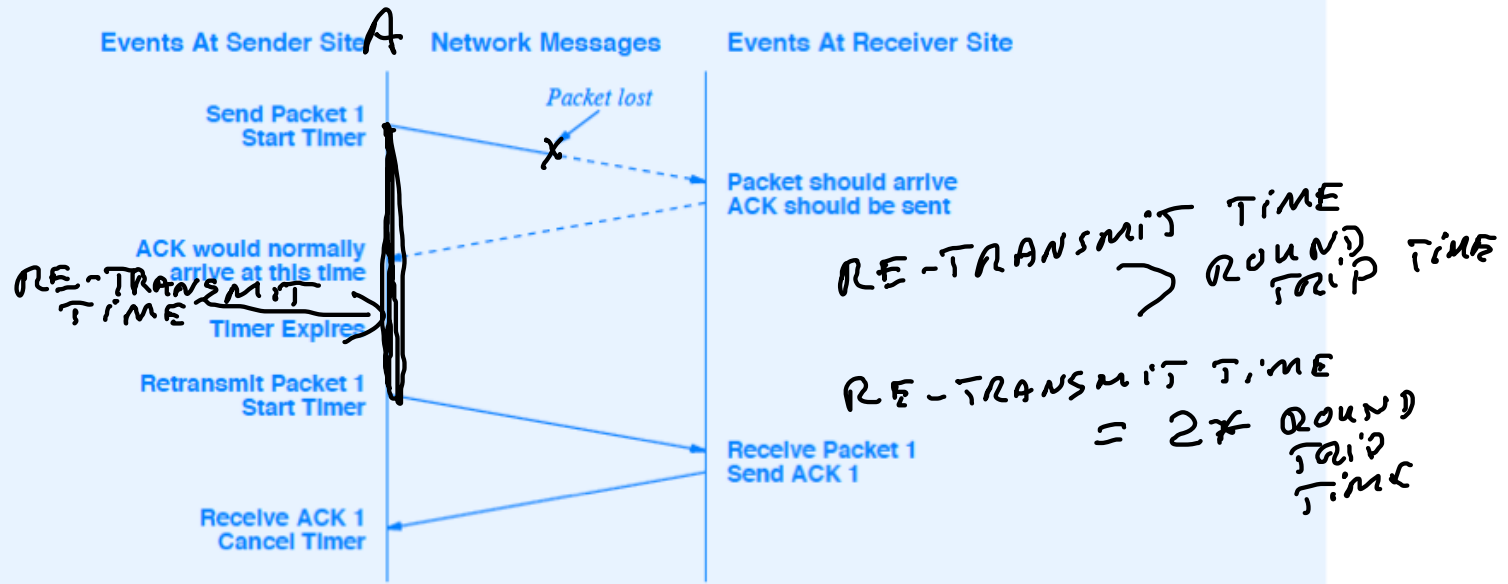 Events At Sender Site
A
Network Messages
Events At Receiver Site
Send Packet 1
Start Timer
Packet lost
X
Packet should arrive
ACK should be sent
ACK would normally
arrive at this time
RE-TRANSMIT
TIME
Timer Expires
Retransmit Packet 1
Start Timer
Receive Packet 1
Send ACK 1
Receive ACK 1
Cancel Timer
RE-TRANSMIT TIME
> ROUND
TRIP TIME
RE-TRANSMIT TIME
= 2* ROUND
TRIP
TIME